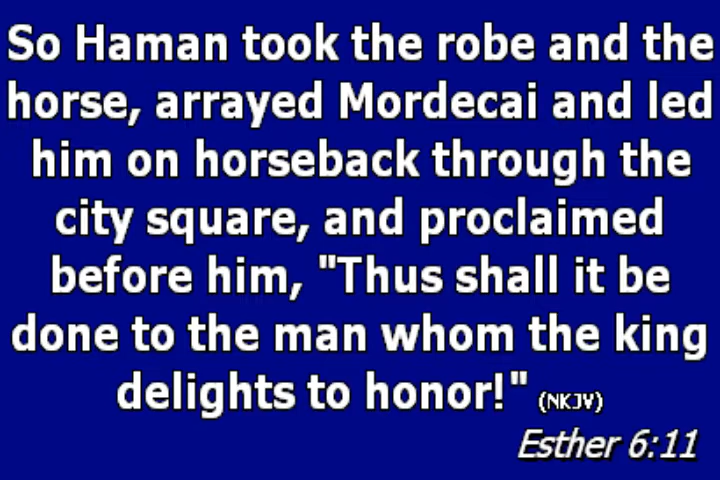 So Haman took the robe and the
horse, arrayed Mordecai and led
him on horseback through the
city square, and proclaimed
before him, "Thus shall it be
done to the man whom the king
delights to honor!" (NKJV)
Esther 6:11